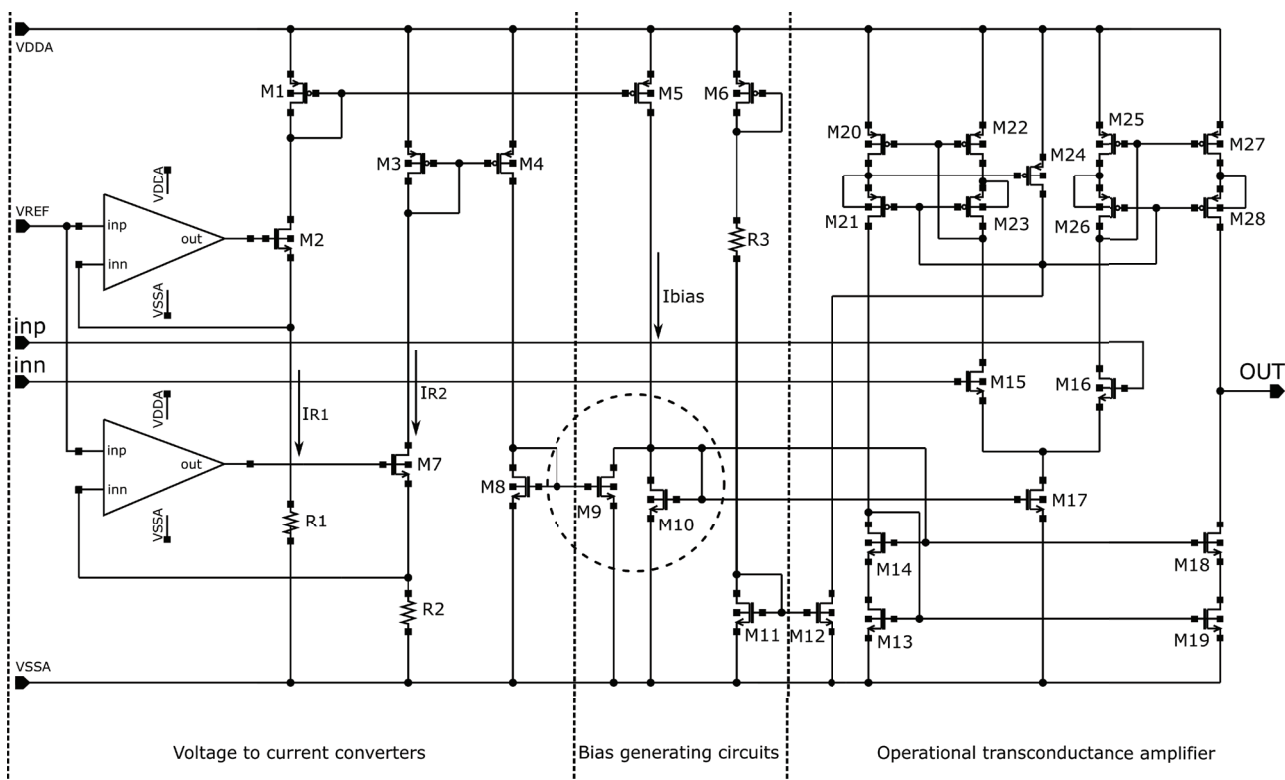 VDDA
M1
M5
M6
M3
M4
M20
M22
M24
M25
M27
M21
M23
M26
M28
VDDA
VREF
inp
out
inn
M2
VSSA
R3
Ibias
inp
inn
M15
M16
OUT
VDDA
IR1
IR2
inp
out
inn
M7
VSSA
M8
M9
M10
M17
R1
M14
M18
R2
M11
M12
M13
M19
VSSA
Voltage to current converters
Bias generating circuits
Operational transconductance amplifier